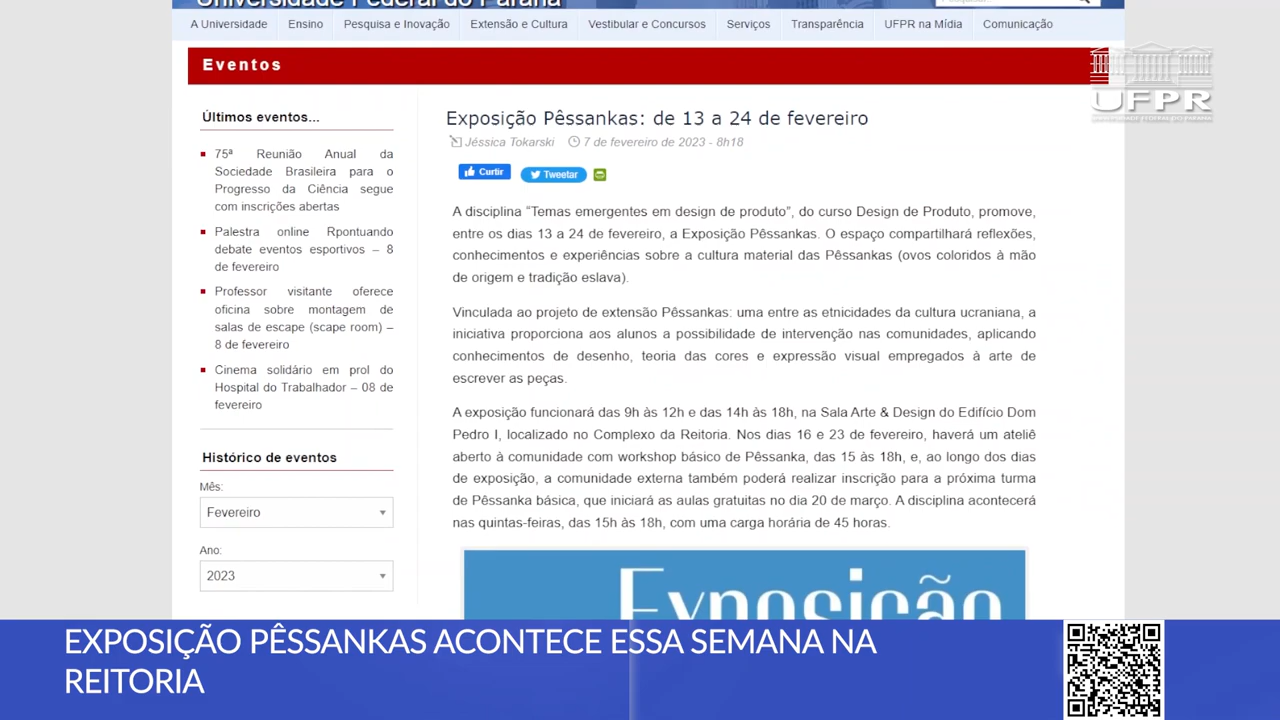 Universidade Federal do Paraná
A Universidade Ensino Pesquisa e Inovação Extensão e Cultura Vestibular e Concursos Serviços Transparência UFPR na Mídia Comunicação
Eventos
UFPR
UNIVERSIDADE FEDERAL DO PARANÁ
Últimos eventos...
75ª Reunião Anual da
Sociedade Brasileira para o
Progresso da Ciência segue
com inscrições abertas
Palestra online Rpontuando
debate eventos esportivos – 8
de fevereiro
Professor visitante oferece
oficina sobre montagem de
salas de escape (scape room) –
8 de fevereiro
Cinema solidário em prol do
Hospital do Trabalhador – 08 de
fevereiro
Histórico de eventos
Mês:
Fevereiro
Ano:
2023
Exposição Pêssankas: de 13 a 24 de fevereiro
Jéssica Tokarski 7 de fevereiro de 2023 - 8h18
Curtir Tweetar
A disciplina “Temas emergentes em design de produto”, do curso Design de Produto, promove,
entre os dias 13 a 24 de fevereiro, a Exposição Pêssankas. O espaço compartilhará reflexões,
conhecimentos e experiências sobre a cultura material das Pêssankas (ovos coloridos à mão
de origem e tradição eslava).
Vinculada ao projeto de extensão Pêssankas: uma entre as etnicidades da cultura ucraniana, a
iniciativa proporciona aos alunos a possibilidade de intervenção nas comunidades, aplicando
conhecimentos de desenho, teoria das cores e expressão visual empregados à arte de
escrever as peças.
A exposição funcionará das 9h às 12h e das 14h às 18h, na Sala Arte & Design do Edifício Dom
Pedro I, localizado no Complexo da Reitoria. Nos dias 16 e 23 de fevereiro, haverá um ateliê
aberto à comunidade com workshop básico de Pêssanka, das 15 às 18h, e, ao longo dos dias
de exposição, a comunidade externa também poderá realizar inscrição para a próxima turma
de Pêssanka básica, que iniciará as aulas gratuitas no dia 20 de março. A disciplina acontecerá
nas quintas-feiras, das 15h às 18h, com uma carga horária de 45 horas.
Exposição
EXPOSIÇÃO PÊSSANKAS ACONTECE ESSA SEMANA NA
REITORIA